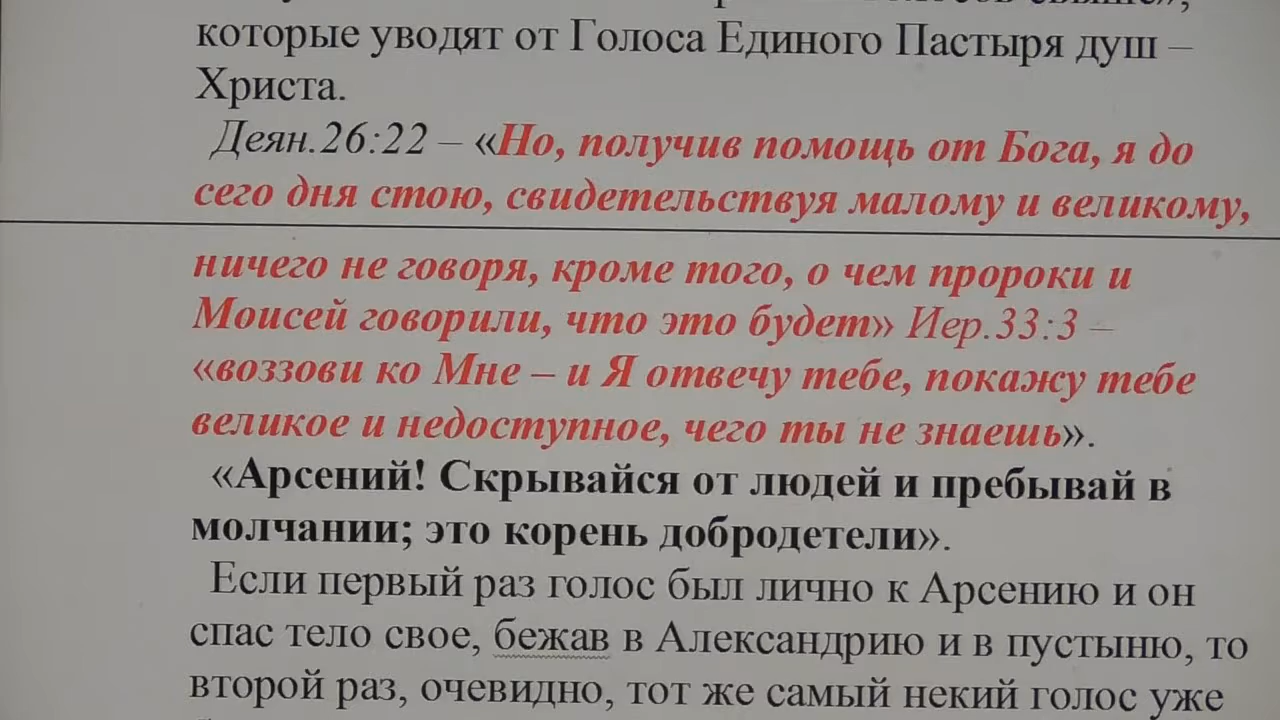 которые уводят от Голоса Единого Пастыря душ –
Христа.
Деян.26:22 – «Но, получив помощь от Бога, я до
сего дня стою, свидетельствуя малому и великому,
ничего не говоря, кроме того, о чем пророки и
Моисей говорили, что это будет» Иер.33:3 –
«воззови ко Мне – и Я отвечу тебе, покажу тебе
великое и недоступное, чего ты не знаешь».
«Арсений! Скрывайся от людей и пребывай в
молчании; это корень добродетели».
Если первый раз голос был лично к Арсению и он
спас тело свое, бежав в Александрию и в пустыню, то
второй раз, очевидно, тот же самый некий голос уже